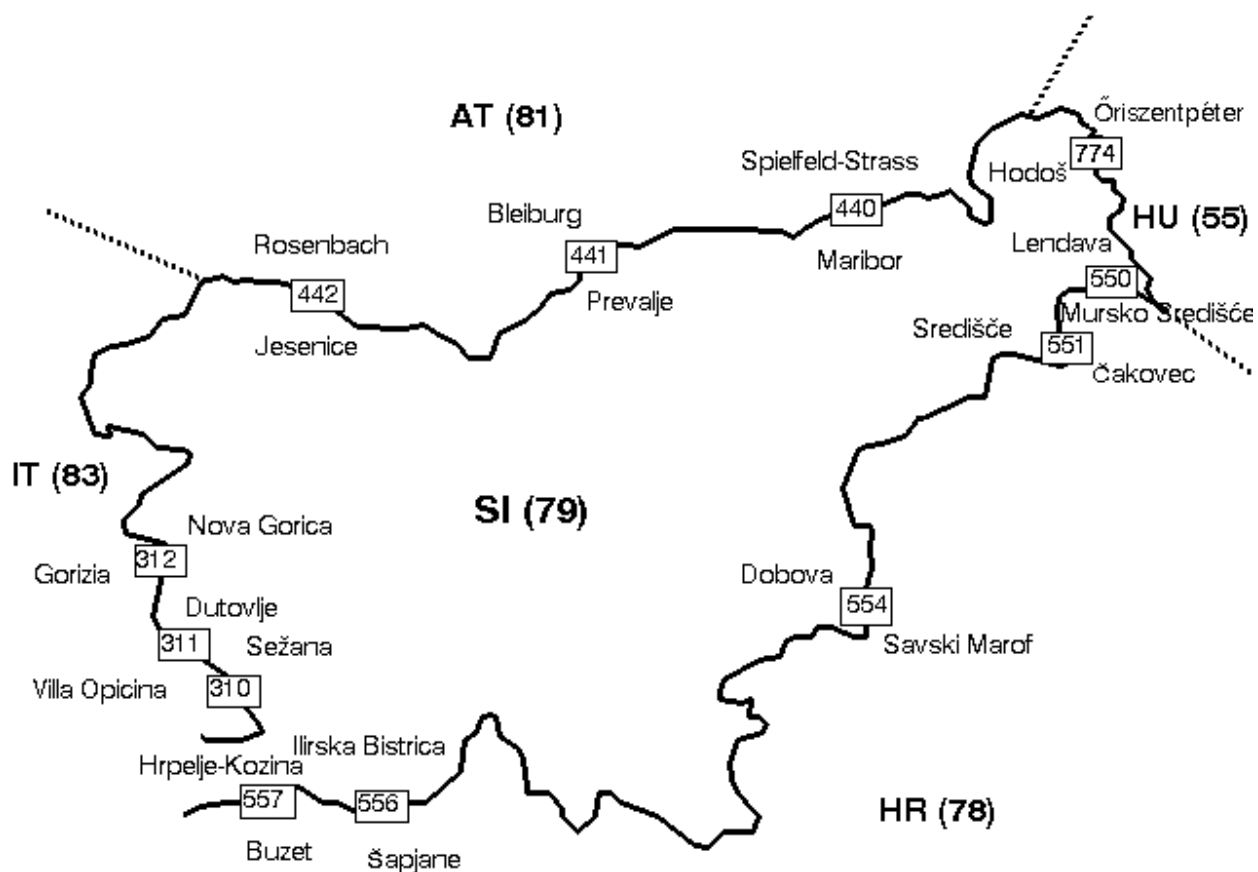 Őriszentpéter
AT (81)
774
Spielfeld-Strass
Hodoš
440
Bleiburg
HU (55)
Rosenbach
441
Lendava
Maribor
550
442
Prevalje
Mursko Središće
Središče
551
Jesenice
Čakovec
IT (83)
SI (79)
Nova Gorica
312
Gorizia
Dobova
Dutovlje
554
311
Sežana
Savski Marof
Villa Opicina
310
Ilirska Bistrica
Hrpelje-Kozina
557
556
HR (78)
Buzet
Šapjane